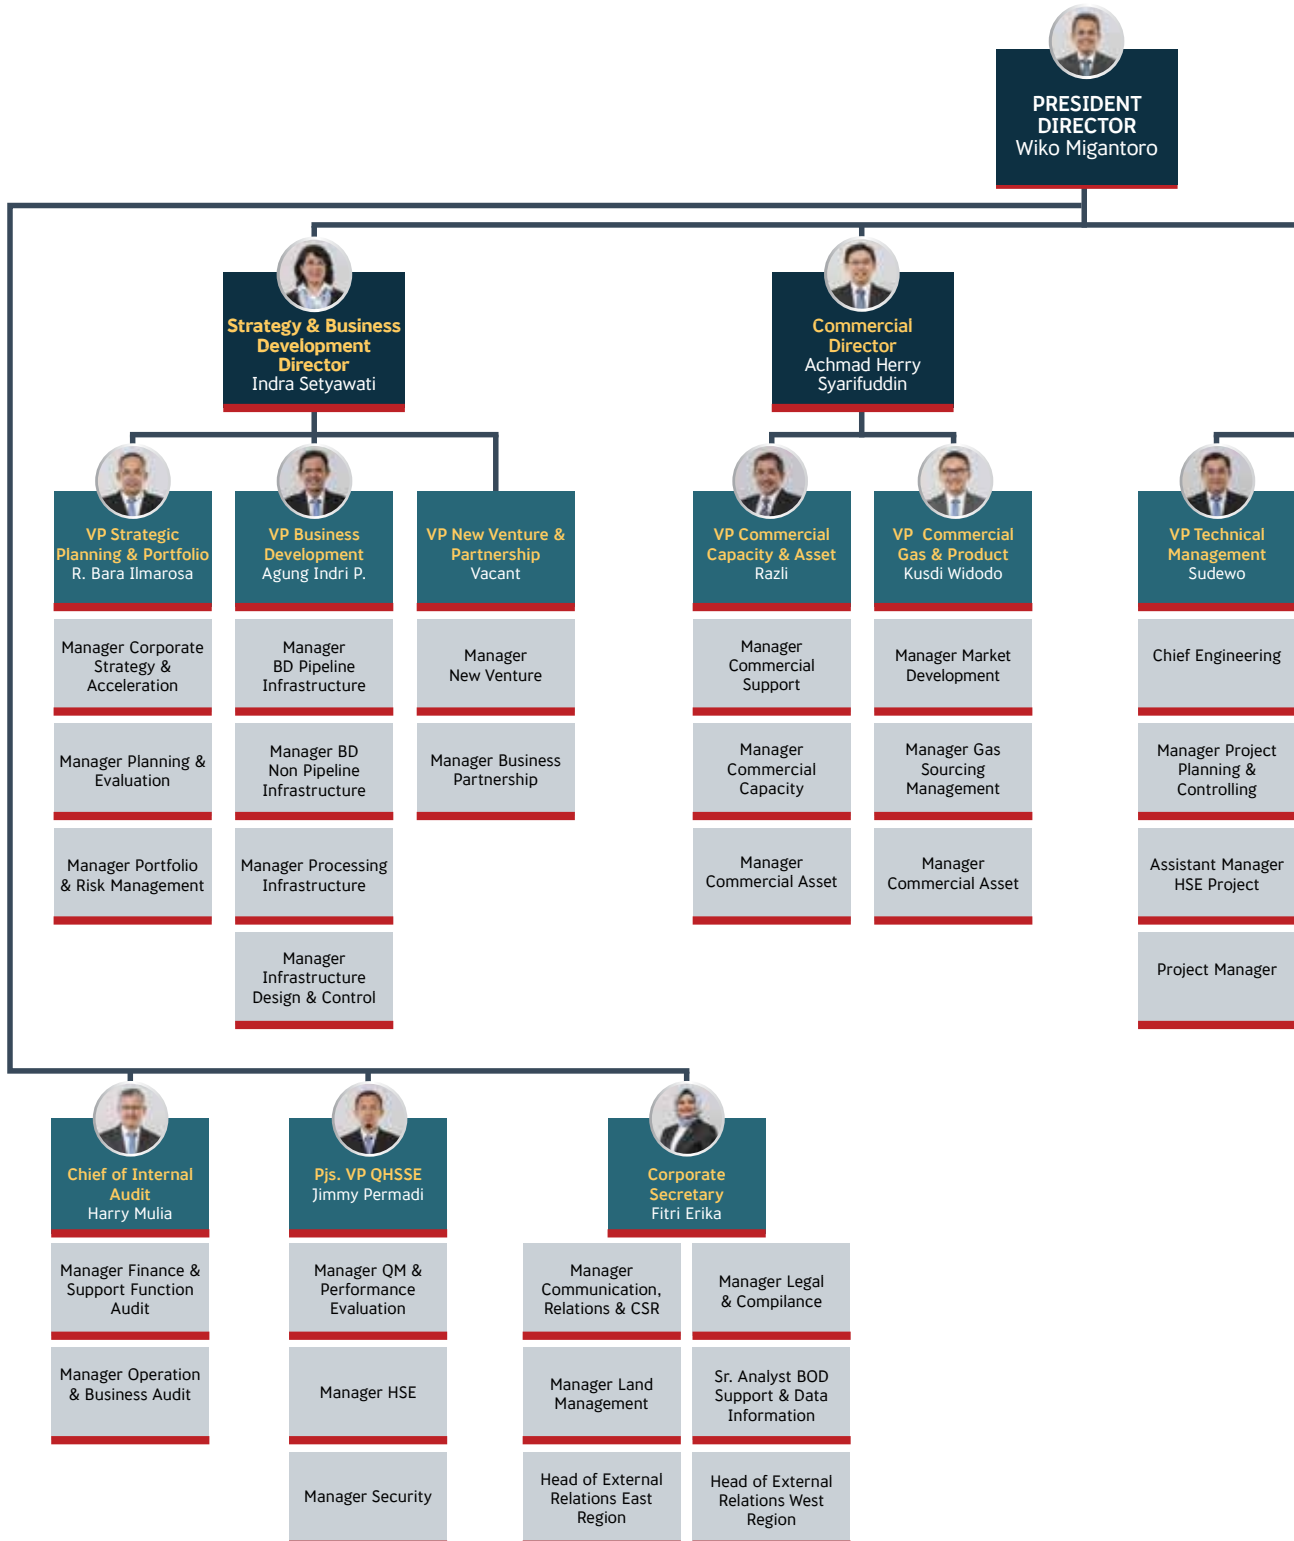 PRESIDENT
DIRECTOR
Wiko Migantoro
Strategy & Business
Development
Director
Indra Setyawati
Commercial
Director
Achmad Herry
Syarifuddin
VP Strategic
Planning & Portfolio
R. Bara Ilmarosa
VP Business
Development
Agung Indri P.
VP New Venture &
Partnership
Vacant
VP Commercial
Capacity & Asset
Razli
VP Commercial
Gas & Product
Kusdi Widodo
VP Technical
Management
Sudewo
Manager Corporate
Strategy &
Acceleration
Manager
BD Pipeline
Infrastructure
Manager
New Venture
Manager
Commercial
Support
Manager Market
Development
Chief Engineering
Manager Planning &
Evaluation
Manager BD
Non Pipeline
Infrastructure
Manager Business
Partnership
Manager
Commercial
Capacity
Manager Gas
Sourcing
Management
Manager Project
Planning &
Controlling
Manager Portfolio
& Risk Management
Manager Processing
Infrastructure
Manager
Commercial Asset
Manager
Commercial Asset
Assistant Manager
HSE Project
Manager
Infrastructure
Design & Control
Project Manager
Chief of Internal
Audit
Harry Mulia
Pjs. VP QHSSE
Jimmy Permadi
Corporate
Secretary
Fitri Erika
Manager Finance &
Support Function
Audit
Manager QM &
Performance
Evaluation
Manager
Communication,
Relations & CSR
Manager Legal
& Compilance
Manager Operation
& Business Audit
Manager HSE
Manager Land
Management
Sr. Analyst BOD
Support & Data
Information
Manager Security
Head of External
Relations East
Region
Head of External
Relations West
Region